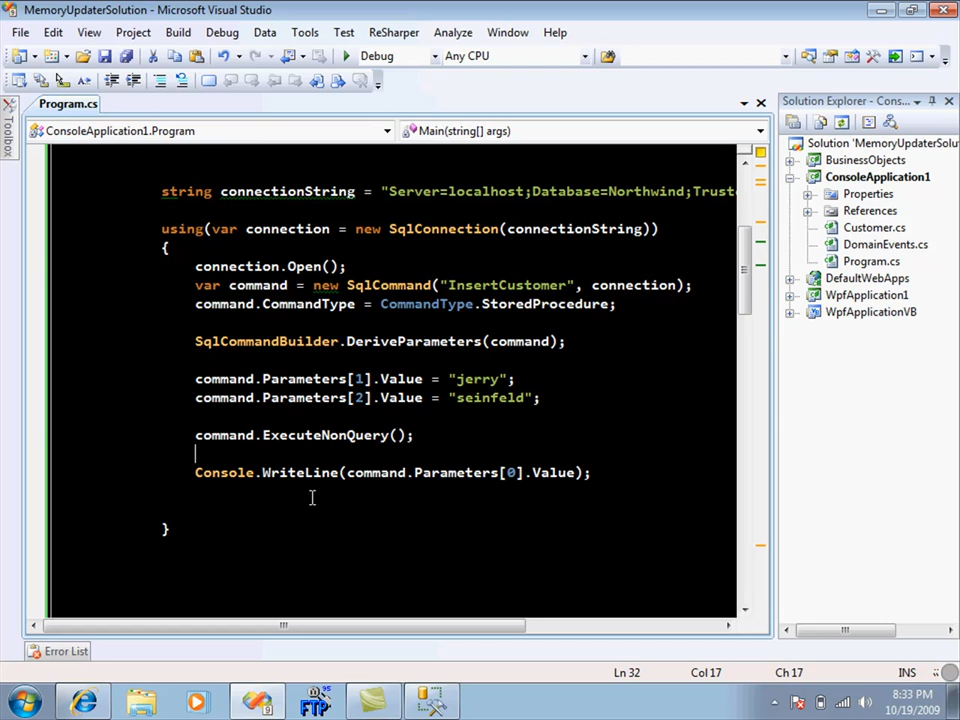 MemoryUpdaterSolution - Microsoft Visual Studio
File Edit View Project Build Debug Data Tools Test ReSharper Analyze Window Help
Debug Any CPU
Program.cs
Solution Explorer - Cons...
Toolbox
ConsoleApplication1.Program
Main(string[] args)
Solution 'MemoryUpdaterSolu
BusinessObjects
ConsoleApplication1
Properties
References
Customer.cs
DomainEvents.cs
Program.cs
DefaultWebApps
WpfApplication1
WpfApplicationVB
string connectionString = "Server=localhost;Database=Northwind;Truste
using(var connection = new SqlConnection(connectionString))
{
connection.Open();
var command = new SqlCommand("InsertCustomer", connection);
command.CommandType = CommandType.StoredProcedure;
SqlCommandBuilder.DeriveParameters(command);
command.Parameters[1].Value = "jerry";
command.Parameters[2].Value = "seinfeld";
command.ExecuteNonQuery();
Console.WriteLine(command.Parameters[0].Value);
}
Error List
Ln 32 Col 17 Ch 17 INS
FTP
95
8:33 PM
10/19/2009